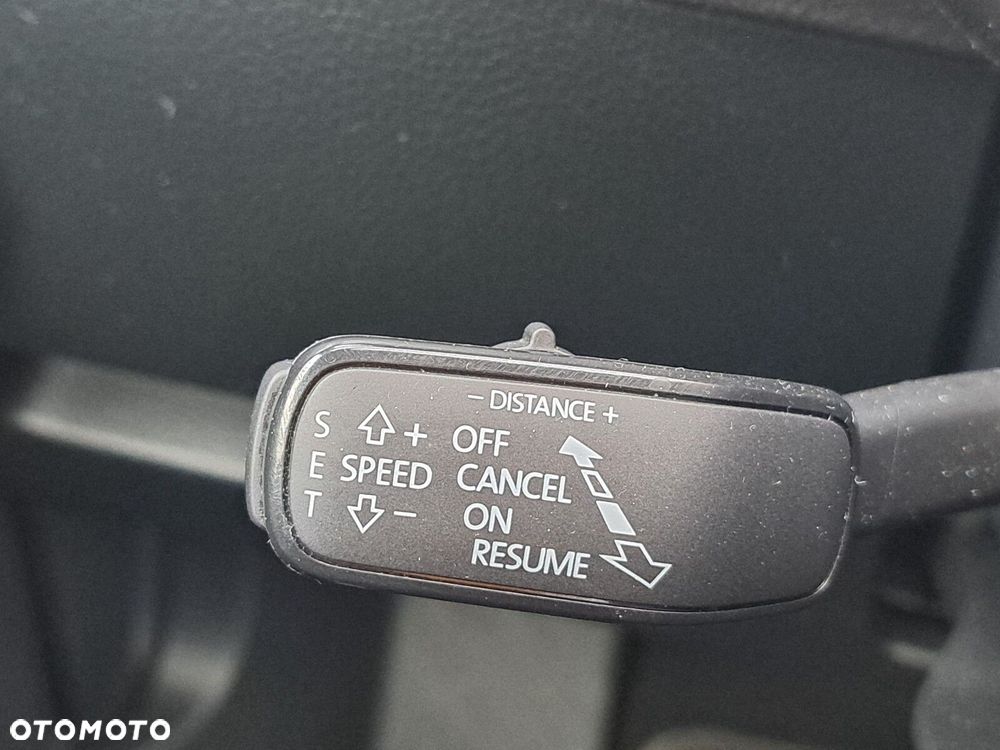 - DISTANCE +
S + OFF
E SPEED CANCEL
T - ON
RESUME
OTOMOTO